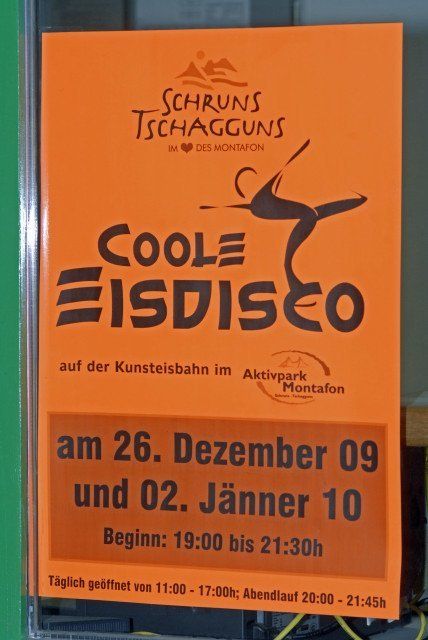 SCHRUNS
TSCHAGGUNS
IM ❤ DES MONTAFON
COOLE
EISDISCO
auf der Kunsteisbahn im Aktivpark
Montafon
Schruns - Tschagguns
am 26. Dezember 09
und 02. Jänner 10
Beginn: 19:00 bis 21:30h
Täglich geöffnet von 11:00 - 17:00h; Abendlauf 20:00 - 21:45h